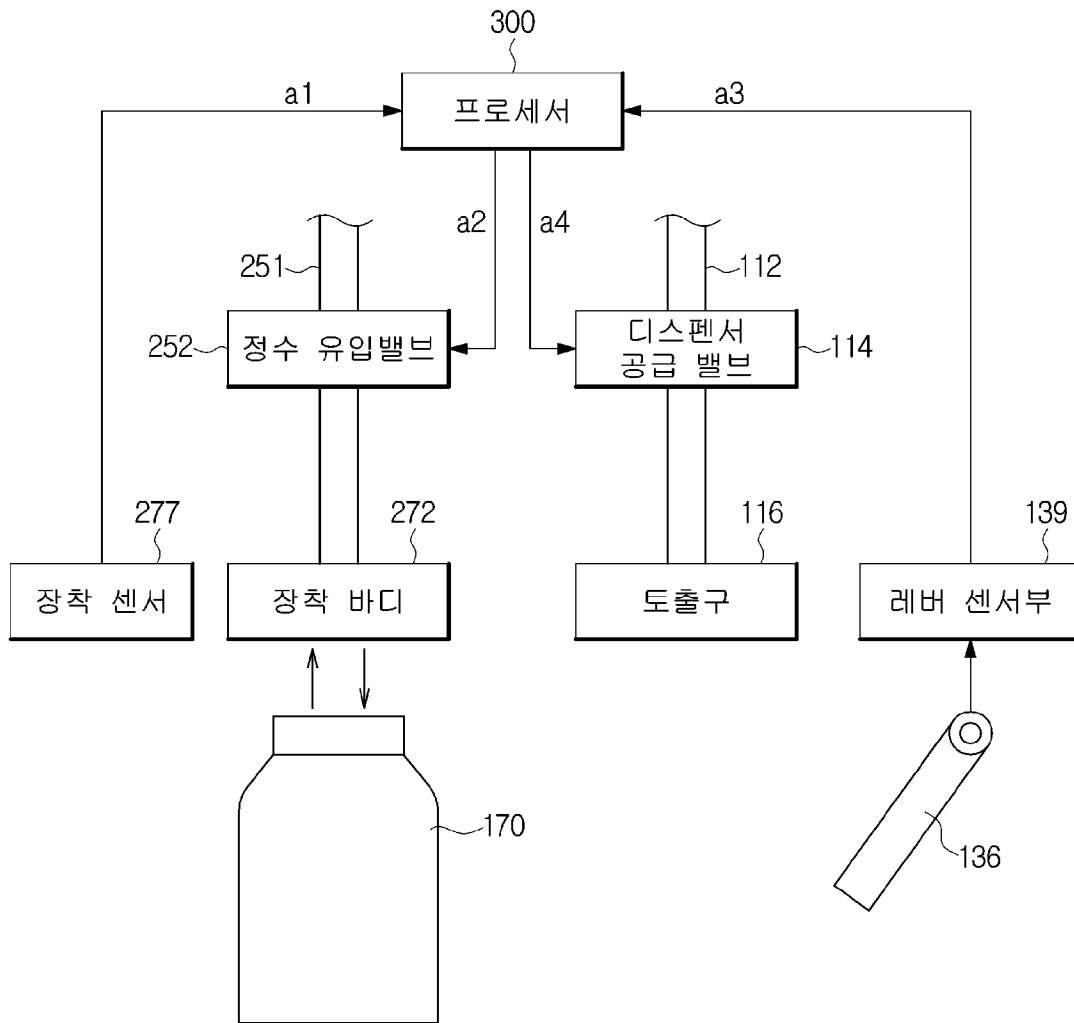 300
a1
프로세서
a3
a2
a4
251
112
252
정수 유입밸브
디스펜서
공급 밸브
114
277
272
116
139
장착 센서
장착 바디
토출구
레버 센서부
170
136